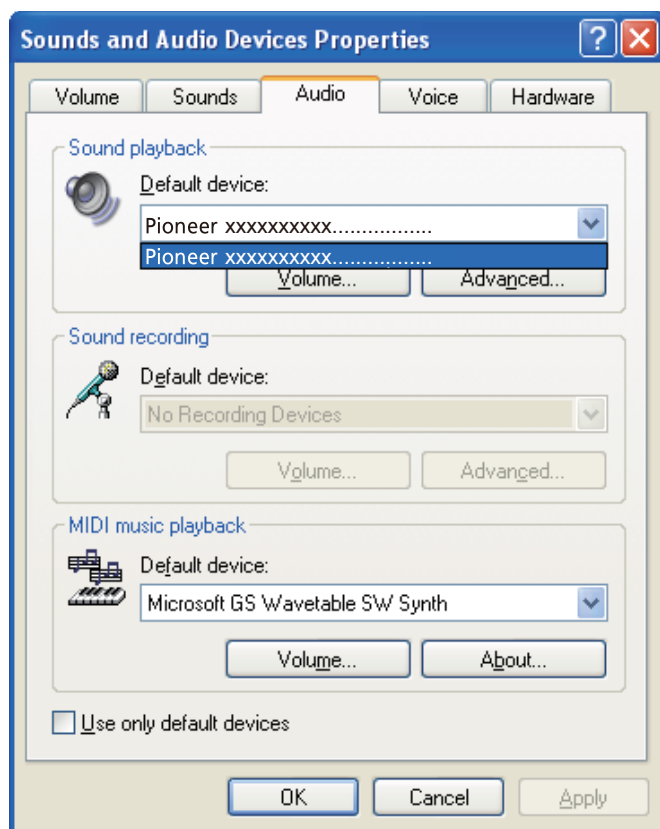 Sounds and Audio Devices Properties
Volume Sounds Audio Voice Hardware
Sound playback
Default device:
Pioneer xxxxxxxxxx.................
Pioneer xxxxxxxxxx.................
Volume... Advanced...
Sound recording
Default device:
No Recording Devices
Volume... Advanced...
MIDI music playback
Default device:
Microsoft GS Wavetable SW Synth
Volume... About...
Use only default devices
OK Cancel Apply